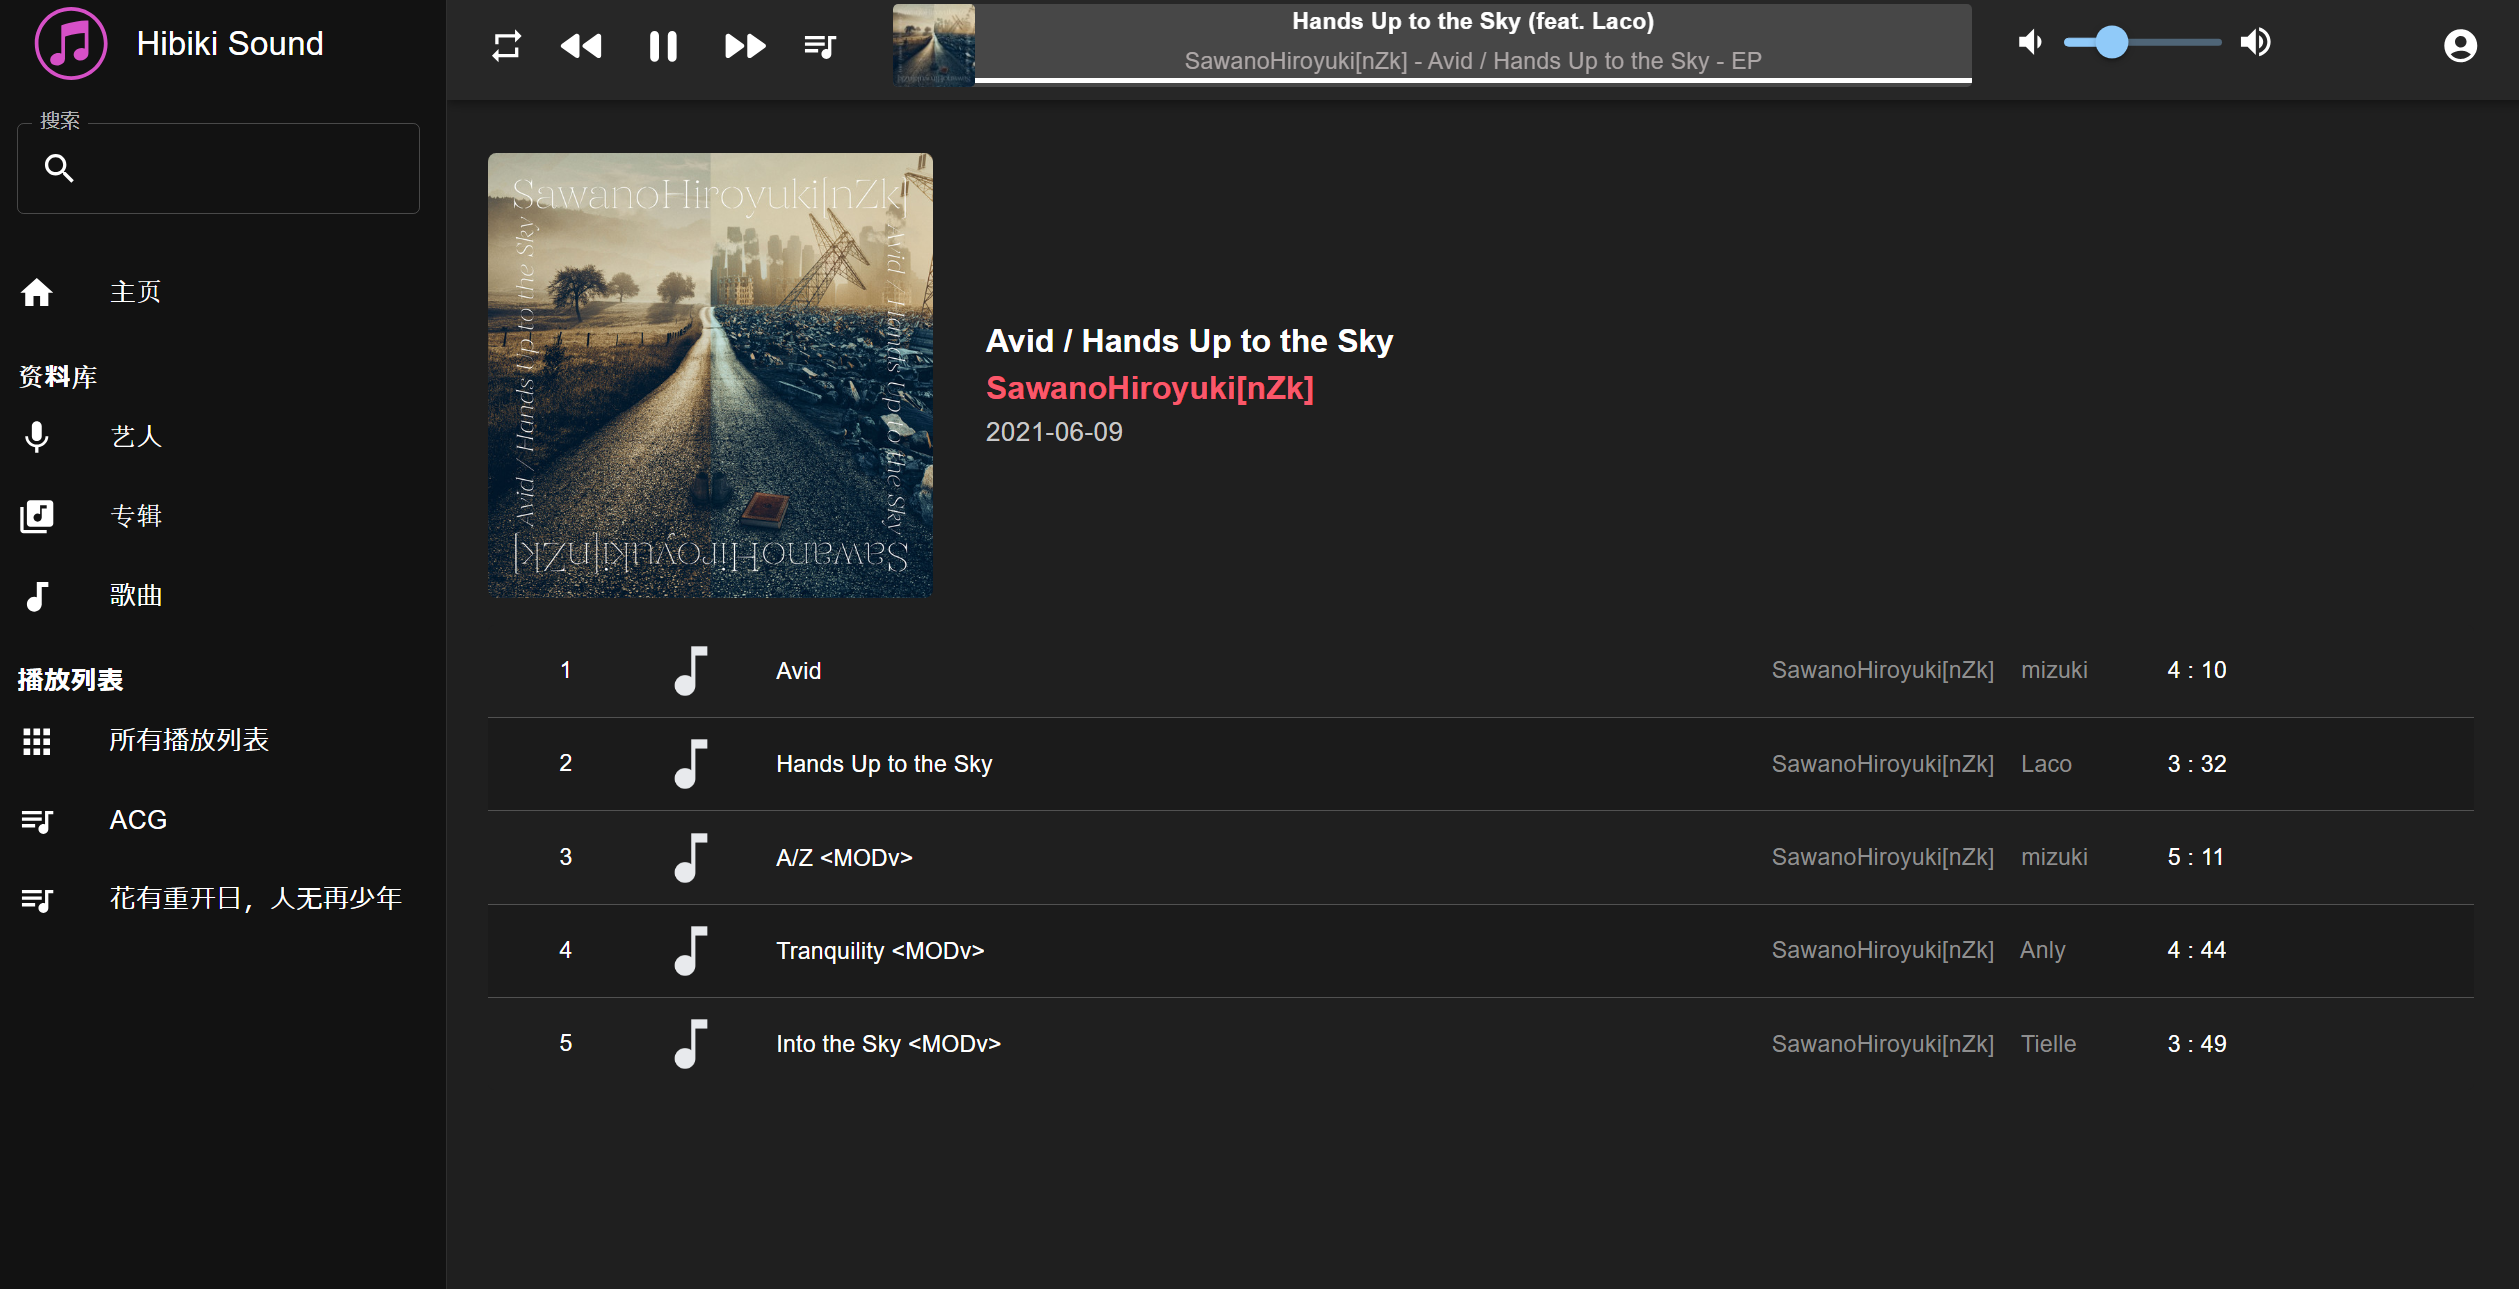 Hibiki Sound
搜索
主页
资料库
艺人
专辑
歌曲
播放列表
所有播放列表
ACG
花有重开日，人无再少年
Hands Up to the Sky (feat. Laco)
SawanoHiroyuki[nZk] - Avid / Hands Up to the Sky - EP
SawanoHiroyuki[nZk]
Avid / Hands Up to the Sky
Avid / Hands Up to the Sky
SawanoHiroyuki[nZk]
Avid / Hands Up to the Sky
SawanoHiroyuki[nZk]
2021-06-09
1 Avid SawanoHiroyuki[nZk] mizuki 4 : 10
2 Hands Up to the Sky SawanoHiroyuki[nZk] Laco 3 : 32
3 A/Z <MODv> SawanoHiroyuki[nZk] mizuki 5 : 11
4 Tranquility <MODv> SawanoHiroyuki[nZk] Anly 4 : 44
5 Into the Sky <MODv> SawanoHiroyuki[nZk] Tielle 3 : 49